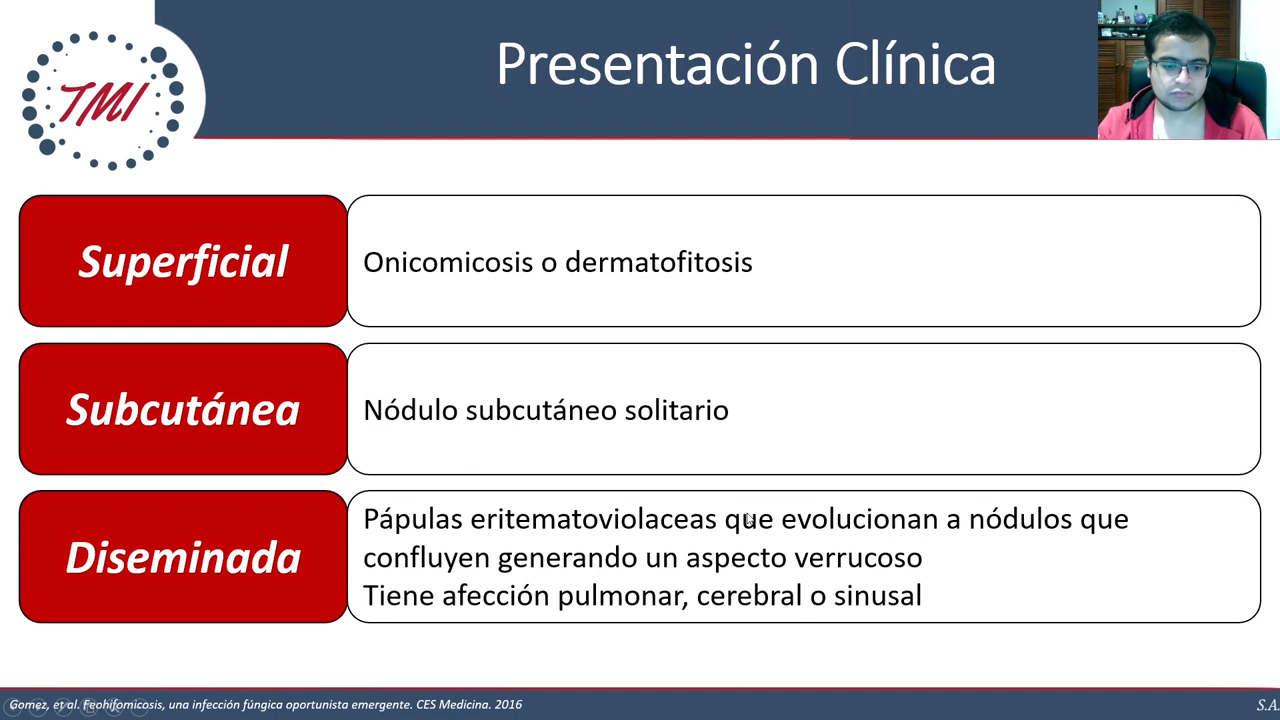 Presentación Clínica
TMI
Superficial
Onicomicosis o dermatofitosis
Subcutánea
Nódulo subcutáneo solitario
Diseminada
Pápulas eritematoviolaceas que evolucionan a nódulos que
confluyen generando un aspecto verrucoso
Tiene afección pulmonar, cerebral o sinusal
Gomez, et al. Feohifomicosis, una infección fúngica oportunista emergente. CES Medicina. 2016
S.A.